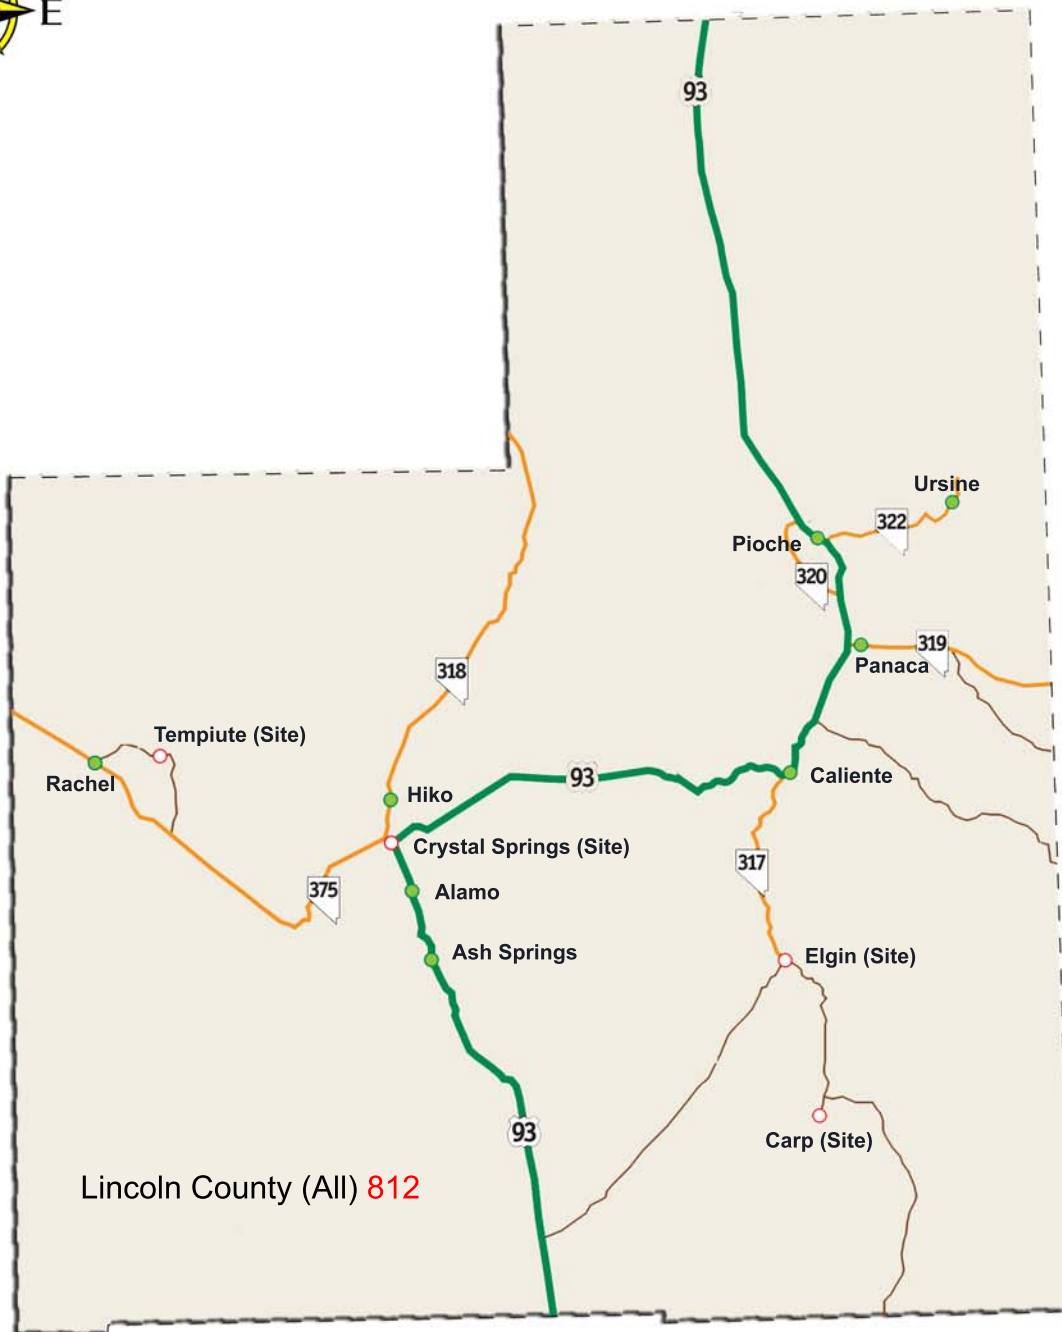 E
93
Ursine
322
Pioche
320
319
Panaca
318
Tempiute (Site)
Rachel
93
Caliente
Hiko
Crystal Springs (Site)
317
375
Alamo
Ash Springs
Elgin (Site)
93
Carp (Site)
Lincoln County (All) 812